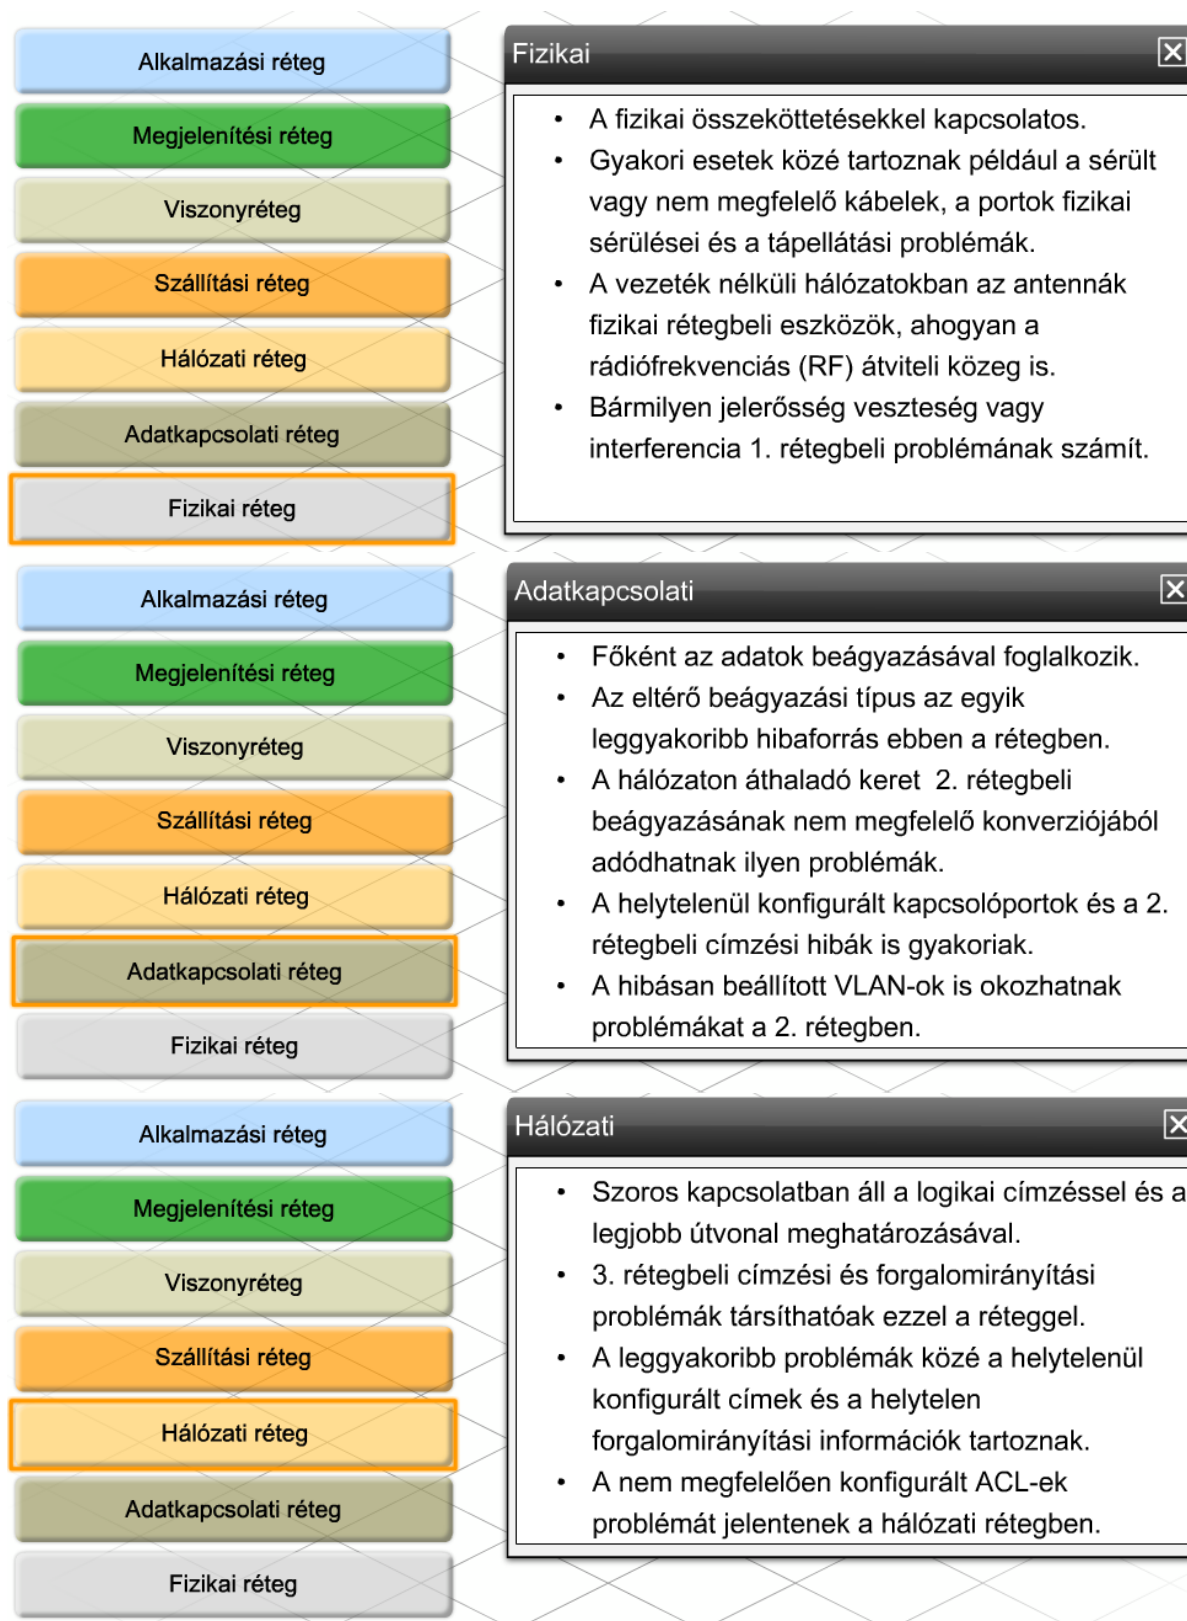 Alkalmazási réteg
Megjelenítési réteg
Viszonyréteg
Szállítási réteg
Hálózati réteg
Adatkapcsolati réteg
Fizikai réteg
Fizikai
• A fizikai összeköttetésekkel kapcsolatos.
• Gyakori esetek közé tartoznak például a sérült
vagy nem megfelelő kábelek, a portok fizikai
sérülései és a tápellátási problémák.
• A vezeték nélküli hálózatokban az antennák
fizikai rétegbeli eszközök, ahogyan a
rádiófrekvenciás (RF) átviteli közeg is.
• Bármilyen jelerősség veszteség vagy
interferencia 1. rétegbeli problémának számít.
Alkalmazási réteg
Megjelenítési réteg
Viszonyréteg
Szállítási réteg
Hálózati réteg
Adatkapcsolati réteg
Fizikai réteg
Adatkapcsolati
• Főként az adatok beágyazásával foglalkozik.
• Az eltérő beágyazási típus az egyik
leggyakoribb hibaforrás ebben a rétegben.
• A hálózaton áthaladó keret 2. rétegbeli
beágyazásának nem megfelelő konverziójából
adódhatnak ilyen problémák.
• A helytelenül konfigurált kapcsolóportok és a 2.
rétegbeli címzési hibák is gyakoriak.
• A hibásan beállított VLAN-ok is okozhatnak
problémákat a 2. rétegben.
Alkalmazási réteg
Megjelenítési réteg
Viszonyréteg
Szállítási réteg
Hálózati réteg
Adatkapcsolati réteg
Fizikai réteg
Hálózati
• Szoros kapcsolatban áll a logikai címzéssel és a
legjobb útvonal meghatározásával.
• 3. rétegbeli címzési és forgalomirányítási
problémák társíthatóak ezzel a réteggel.
• A leggyakoribb problémák közé a helytelenül
konfigurált címek és a helytelen
forgalomirányítási információk tartoznak.
• A nem megfelelően konfigurált ACL-ek
problémát jelentenek a hálózati rétegben.